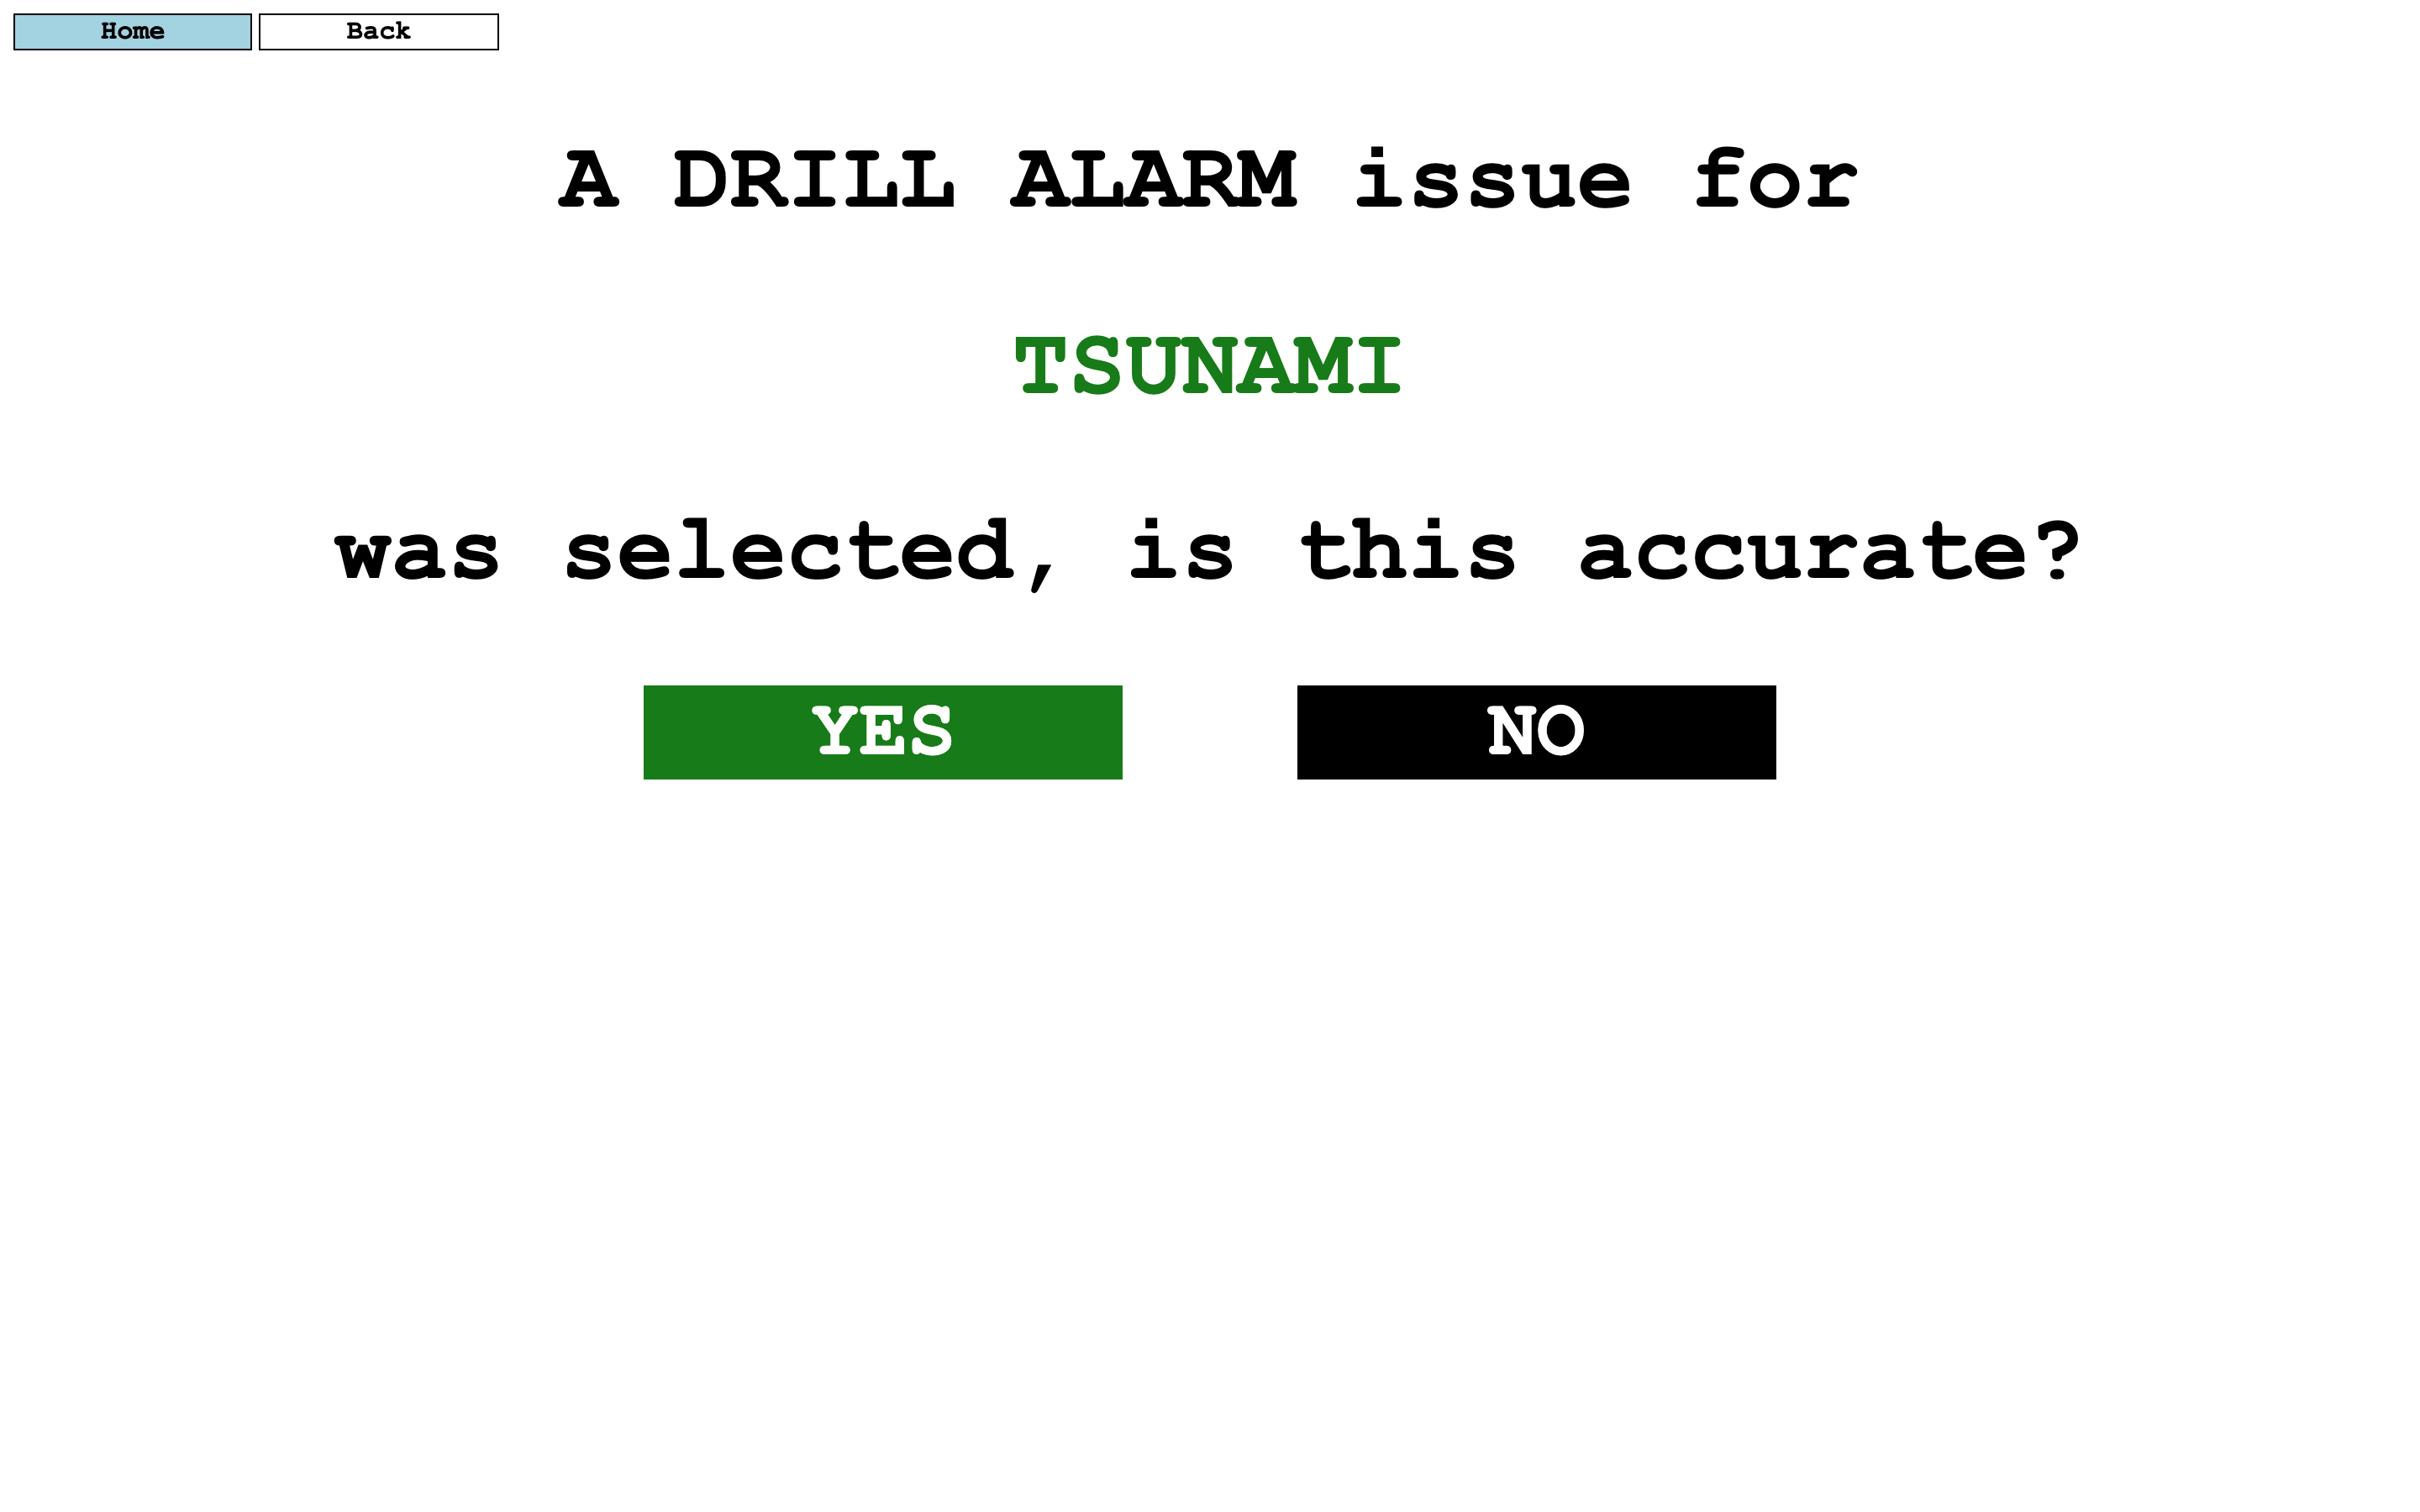 Home Back
A DRILL ALARM issue for
TSUNAMI
was selected, is this accurate?
YES NO